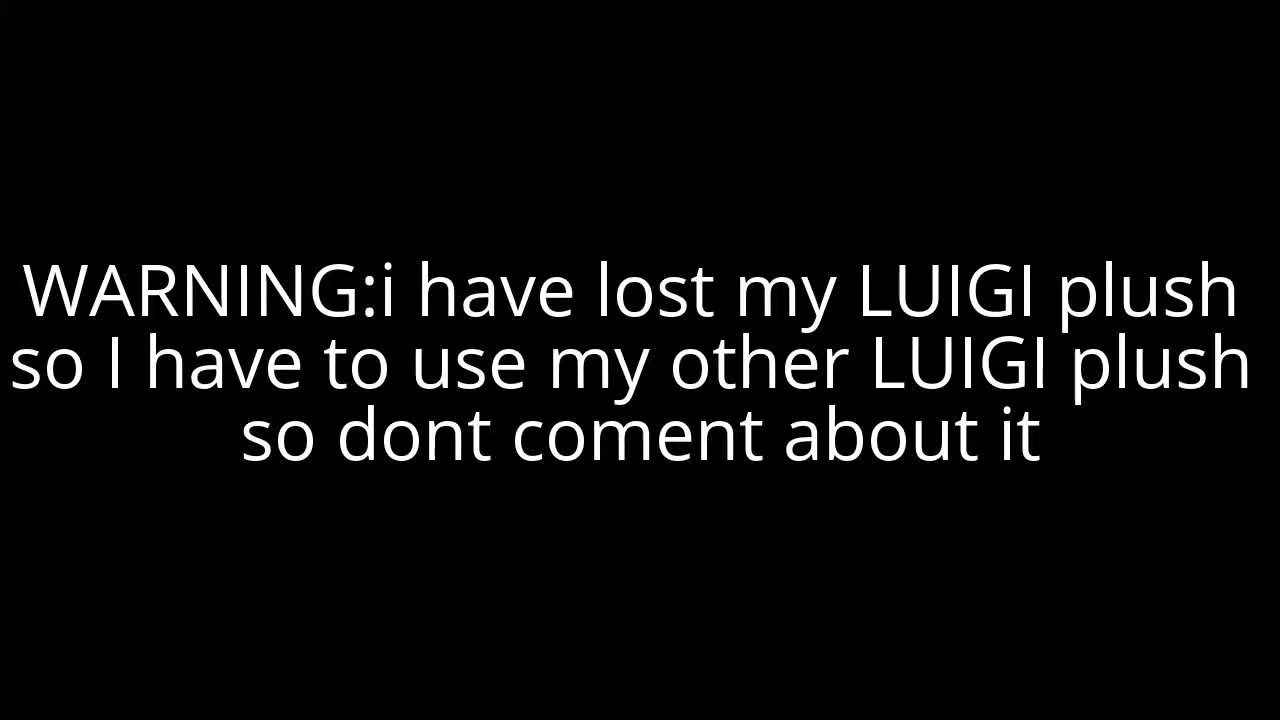 WARNING:i have lost my LUIGI plush
so I have to use my other LUIGI plush
so dont coment about it